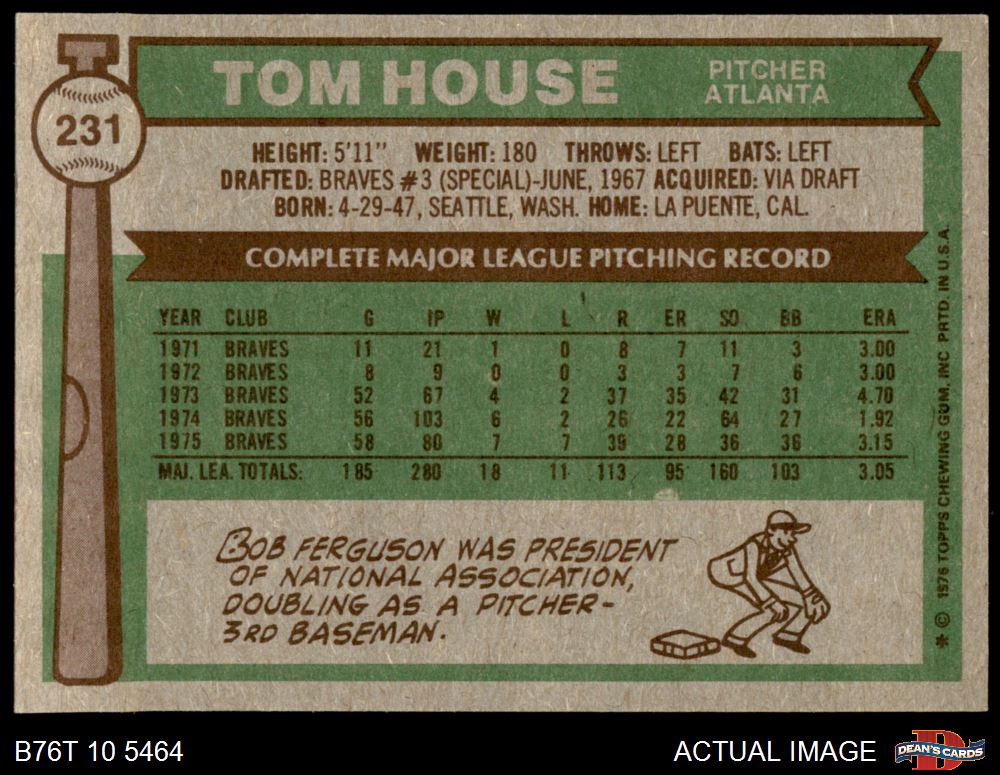 TOM HOUSE
PITCHER
ATLANTA
231
HEIGHT: 5'11" WEIGHT: 180 THROWS: LEFT BATS: LEFT
DRAFTED: BRAVES #3 (SPECIAL)-JUNE, 1967 ACQUIRED: VIA DRAFT
BORN: 4-29-47, SEATTLE, WASH. HOME: LA PUENTE, CAL.
COMPLETE MAJOR LEAGUE PITCHING RECORD
YEAR CLUB G IP W L R ER SO BB ERA
1971 BRAVES 11 21 1 0 8 7 11 3 3.00
1972 BRAVES 8 9 0 0 3 3 7 6 3.00
1973 BRAVES 52 67 4 2 37 35 42 31 4.70
1974 BRAVES 56 103 6 2 26 22 64 27 1.92
1975 BRAVES 58 80 7 7 39 28 36 36 3.15
MAJ. LEA. TOTALS: 185 280 18 11 113 95 160 103 3.05
BOB FERGUSON WAS PRESIDENT
OF NATIONAL ASSOCIATION,
DOUBLING AS A PITCHER-
3RD BASEMAN.
* © 1976 TOPPS CHEWING GUM, INC PRTD. IN U.S.A.
B76T 10 5464
ACTUAL IMAGE
DEAN'S CARDS